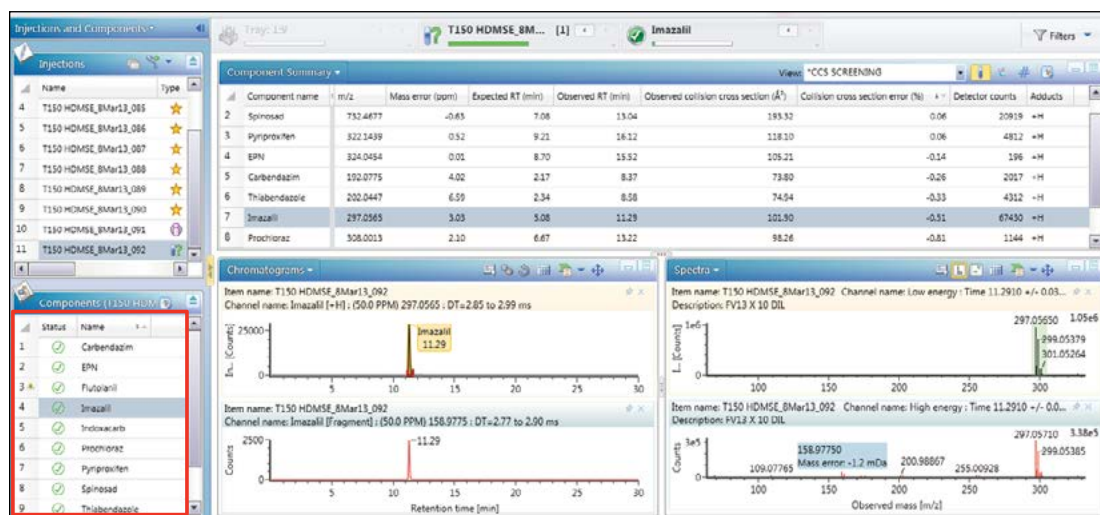 Injections and Components
Tray: 1
T150 HDMSE_8M... [1]
Imazalil
Filters
Injections
Name Type
4 T150 HDMSE_8Mar13_085
5 T150 HDMSE_8Mar13_086
6 T150 HDMSE_8Mar13_087
7 T150 HDMSE_8Mar13_088
8 T150 HDMSE_8Mar13_089
9 T150 HDMSE_8Mar13_090
10 T150 HDMSE_8Mar13_091
11 T150 HDMSE_8Mar13_092
Component Summary
View: *CCS SCREENING
Component name m/z Mass error (ppm) Expected RT (min) Observed RT (min) Observed collision cross section (Å²) Collision cross section error (%) Detector counts Adducts
2 Spinosad 732.4677 -0.63 7.08 13.04 193.32 0.06 20919 +H
3 Pyriproxifen 322.1439 0.52 9.21 16.12 118.10 0.06 4812 +H
4 EPN 324.0454 0.01 8.70 15.52 105.21 -0.14 196 +H
5 Carbendazim 192.0775 4.02 2.17 8.37 73.80 -0.26 2017 +H
6 Thiabendazole 202.0447 6.59 2.34 8.58 74.94 -0.33 4312 +H
7 Imazalil 297.0565 3.03 5.08 11.29 101.90 -0.51 67430 +H
8 Prochloraz 308.0013 2.10 6.67 13.22 98.26 -0.81 1144 +H
Components (T150 HDM
Status Name
1 Carbendazim
2 EPN
3 Flutolanil
4 Imazalil
5 Indoxacarb
6 Prochloraz
7 Pyriproxifen
8 Spinosad
9 Thiabendazole
Chromatograms
Item name: T150 HDMSE_8Mar13_092
Channel name: Imazalil [+H] : (50.0 PPM) 297.0565 : DT=2.85 to 2.99 ms
In... [Counts]
25000
0
Imazalil
11.29
5 10 15 20 25 30
Item name: T150 HDMSE_8Mar13_092
Channel name: Imazalil [Fragment] : (50.0 PPM) 158.9775 : DT=2.77 to 2.90 ms
Counts
2500
0
11.29
5 10 15 20 25 30
Retention time [min]
Spectra
Item name: T150 HDMSE_8Mar13_092 Channel name: Low energy : Time 11.2910 +/- 0.03...
Description: FV13 X 10 DIL
I... [Counts]
1e6
0
297.05650 1.05e6
299.05379
301.05264
100 150 200 250 300
Item name: T150 HDMSE_8Mar13_092 Channel name: High energy : Time 11.2910 +/- 0.0...
Description: FV13 X 10 DIL
Counts
3e5
0
297.05710 3.38e5
299.05385
158.97750
Mass error: -1.2 mDa
109.07765
200.98867
255.00928
100 150 200 250 300
Observed mass [m/z]